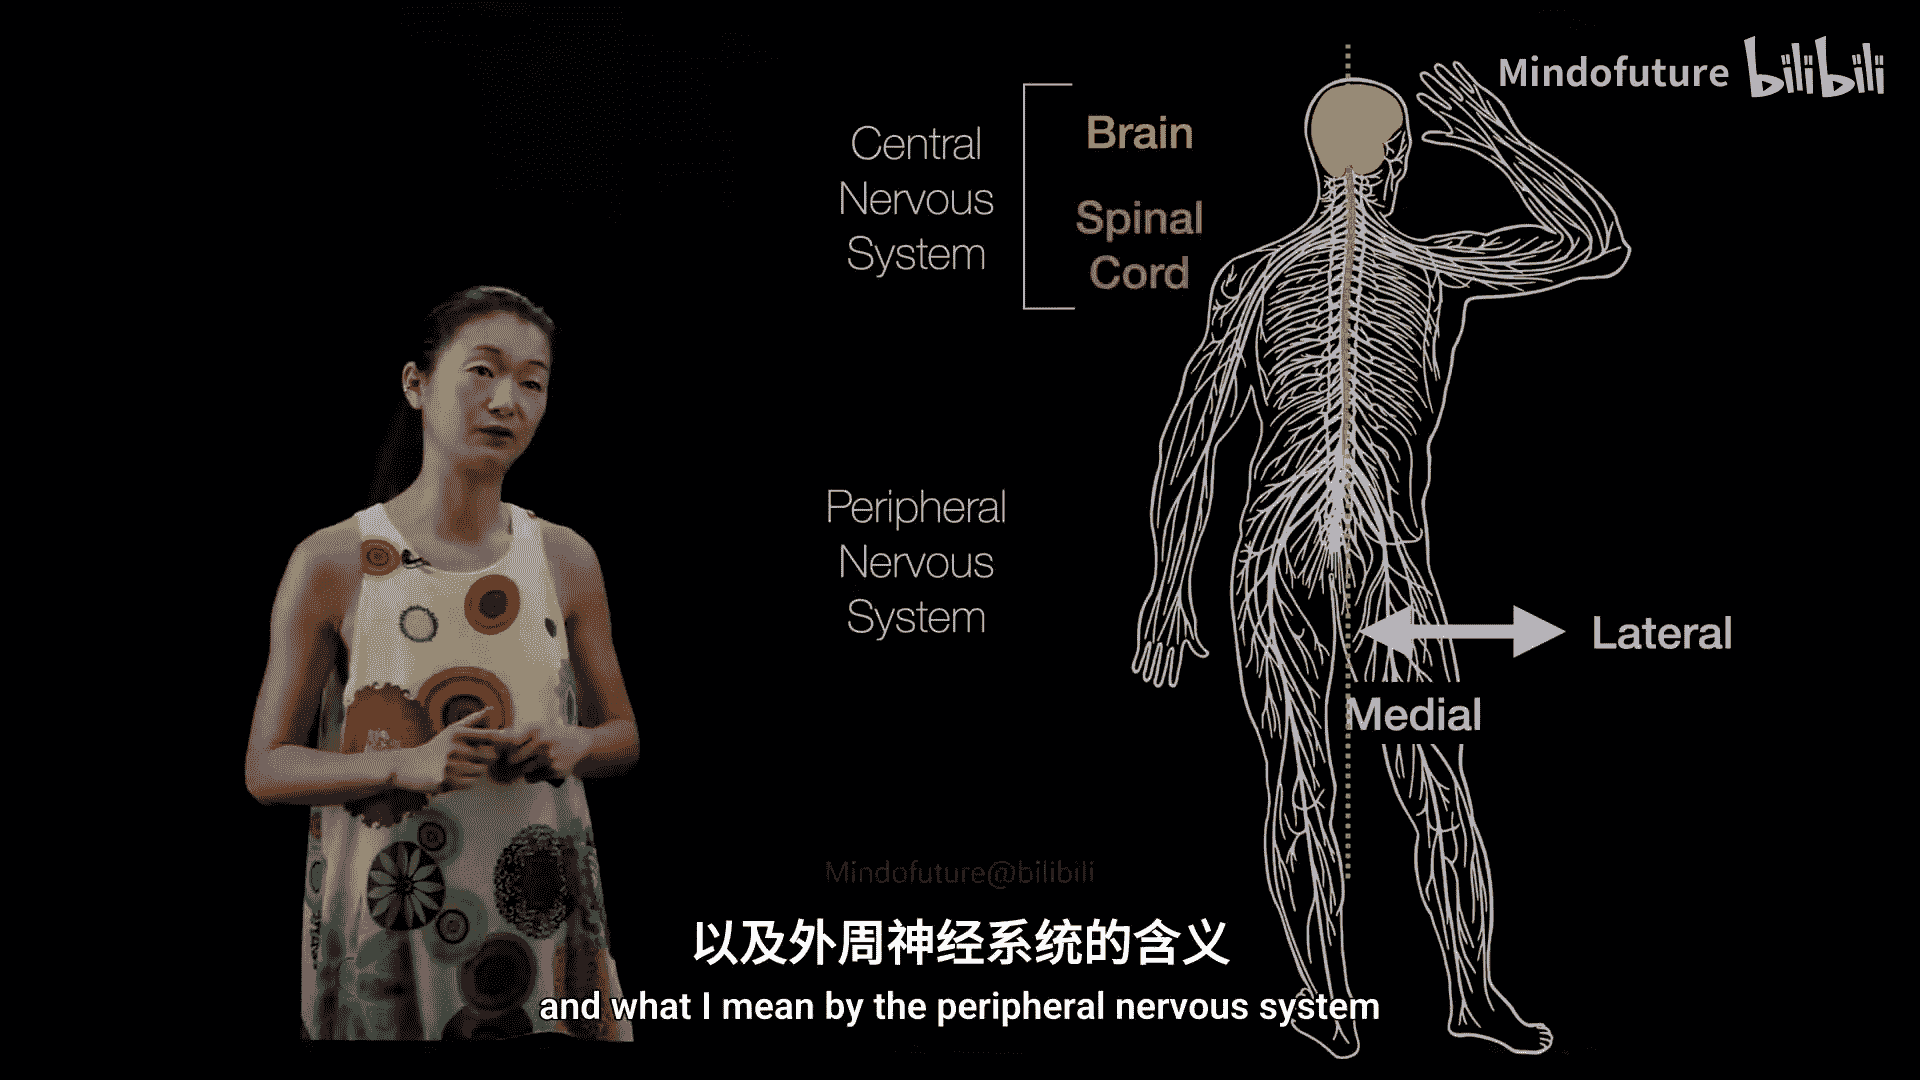 Mindofuture bilibili
Central
Nervous
System
Brain
Spinal
Cord
Peripheral
Nervous
System
Lateral
Medial
Mindofuture@bilibili
以及外周神经系统的含义
and what I mean by the peripheral nervous system